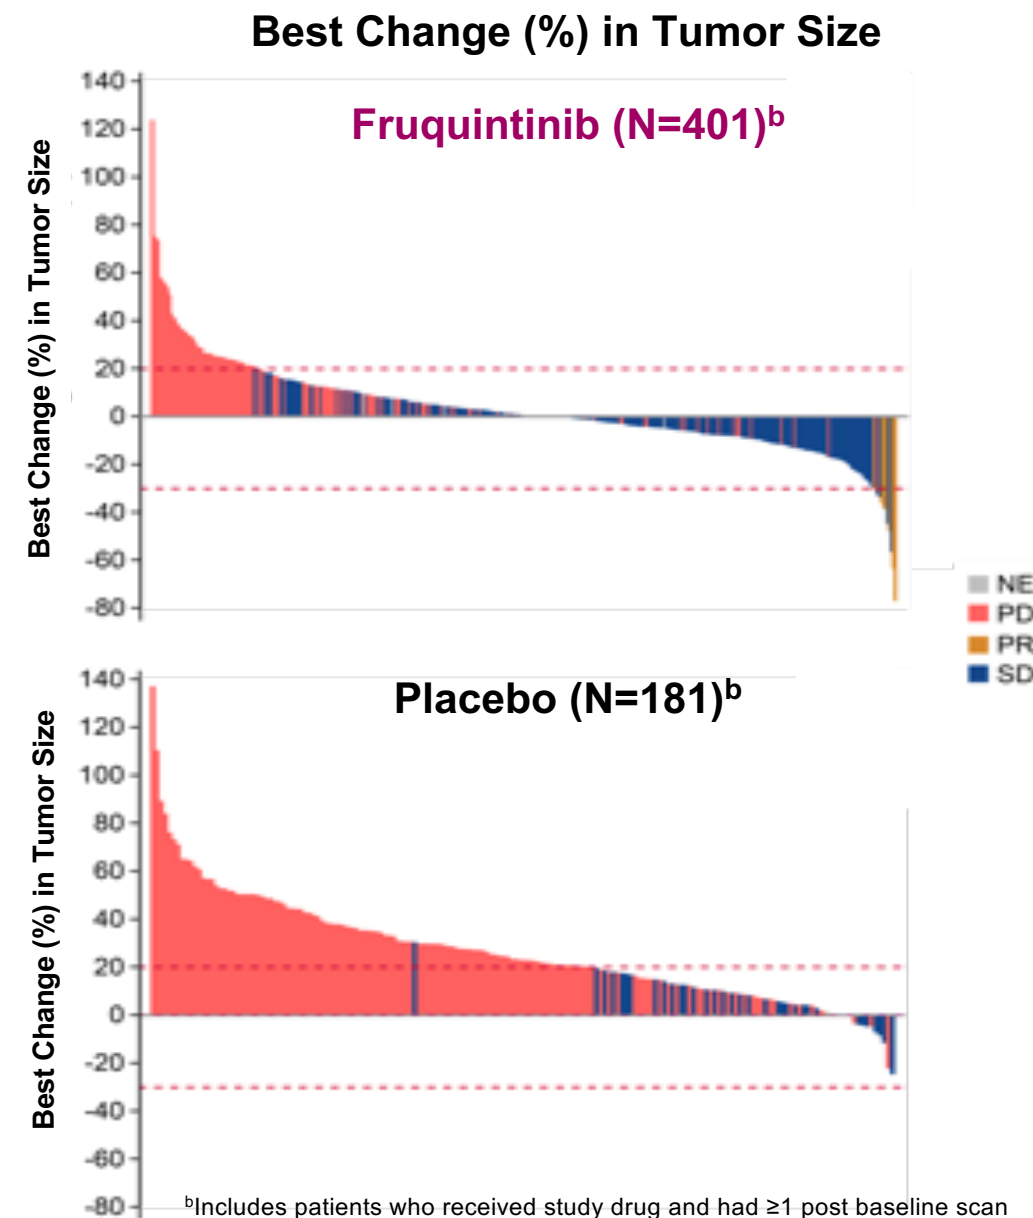 Best Change (%) in Tumor Size
Best Change (%) in Tumor Size
Fruquintinib (N=401)ᵇ
140
120
100
80
60
40
20
0
-20
-40
-60
-80
NE
PD
PR
SD
Best Change (%) in Tumor Size
Placebo (N=181)ᵇ
140
120
100
80
60
40
20
0
-20
-40
-60
-80
ᵇIncludes patients who received study drug and had ≥1 post baseline scan